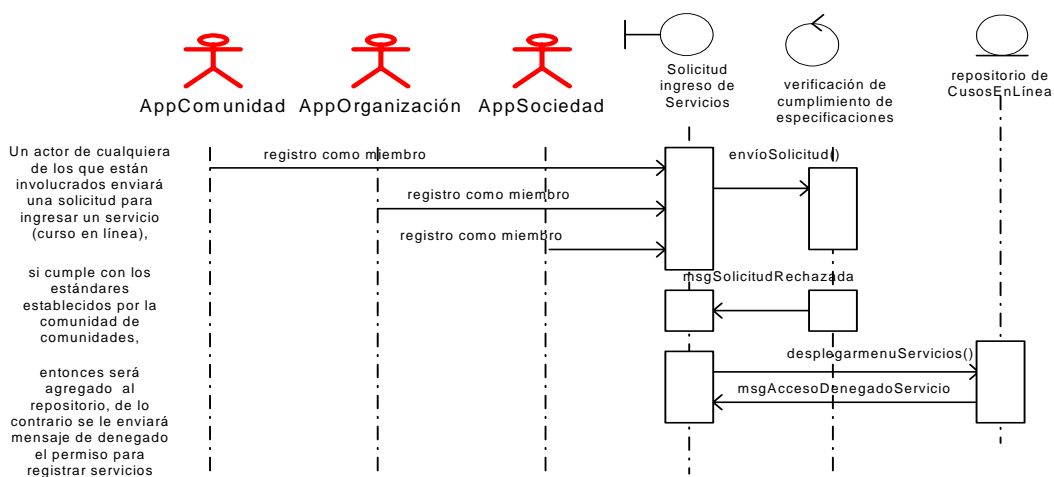 AppComunidad
AppOrganización
AppSociedad
Solicitud
ingreso de
Servicios
verificación de
cumplimiento de
especificaciones
repositorio de
CusosEnLínea
Un actor de cualquiera
de los que están
involucrados enviará
una solicitud para
ingresar un servicio
(curso en línea),
si cumple con los
estándares
establecidos por la
comunidad de
comunidades,
entonces será
agregado al
repositorio, de lo
contrario se le enviará
mensaje de denegado
el permiso para
registrar servicios
registro como miembro
envíoSolicitud()
registro como miembro
registro como miembro
msgSolicitudRechazada
desplegarmenuServicios()
msgAccesoDenegadoServicio